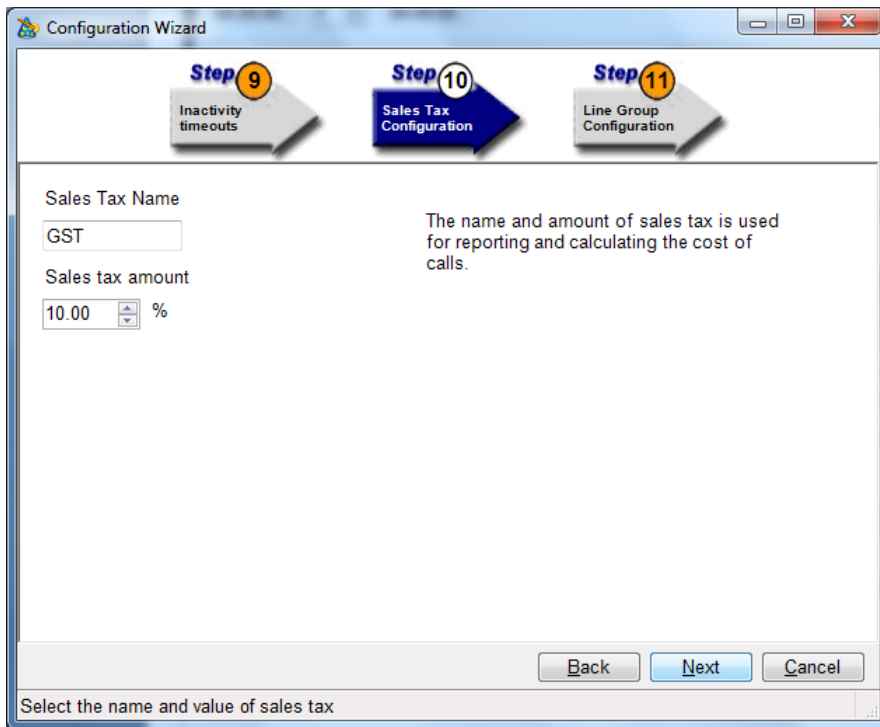 Configuration Wizard
Step 9
Inactivity
timeouts
Step 10
Sales Tax
Configuration
Step 11
Line Group
Configuration
Sales Tax Name
GST
Sales tax amount
10.00 %
The name and amount of sales tax is used
for reporting and calculating the cost of
calls.
Back
Next
Cancel
Select the name and value of sales tax